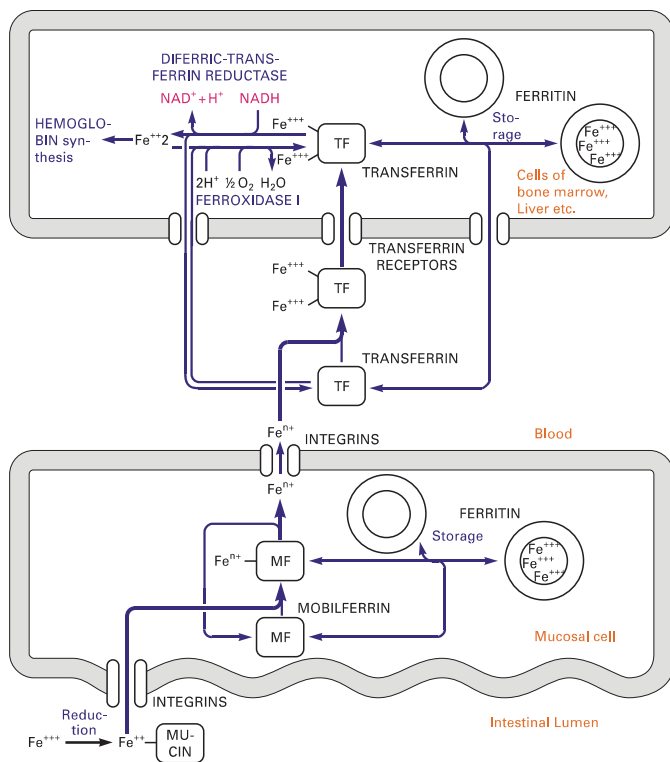 DIFERRIC-TRANS-
FERRIN REDUCTASE
NAD⁺ + H⁺ NADH
HEMOGLO-
BIN syn-
thesis
Fe⁺⁺2
Fe⁺⁺⁺
Fe⁺⁺⁺
TF
TRANSFERRIN
2H⁺ ½ O₂ H₂O
FERROXIDASE I
Sto-
rage
FERRITIN
Fe⁺⁺⁺
Fe⁺⁺⁺
Fe⁺⁺⁺
Cells of
bone marrow,
Liver etc.
TRANSFERRIN
RECEPTORS
Fe⁺⁺⁺
Fe⁺⁺⁺
TF
TRANSFERRIN
TF
Feⁿ⁺
INTEGRINS
Blood
Feⁿ⁺
FERRITIN
Storage
Fe⁺⁺⁺
Fe⁺⁺⁺
Fe⁺⁺⁺
Feⁿ⁺
MF
MOBILFERRIN
MF
Mucosal cell
INTEGRINS
Intestinal Lumen
Reduc-
tion
Fe⁺⁺⁺
Fe⁺⁺
MU-
CIN